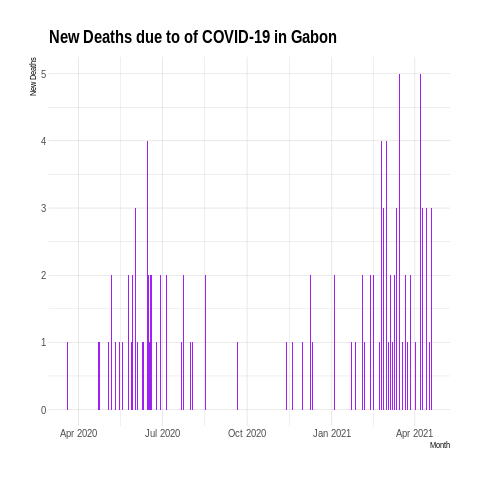 New Deaths due to of COVID-19 in Gabon
New Deaths
5
4
3
2
1
0
Apr 2020 Jul 2020 Oct 2020 Jan 2021 Apr 2021
Month